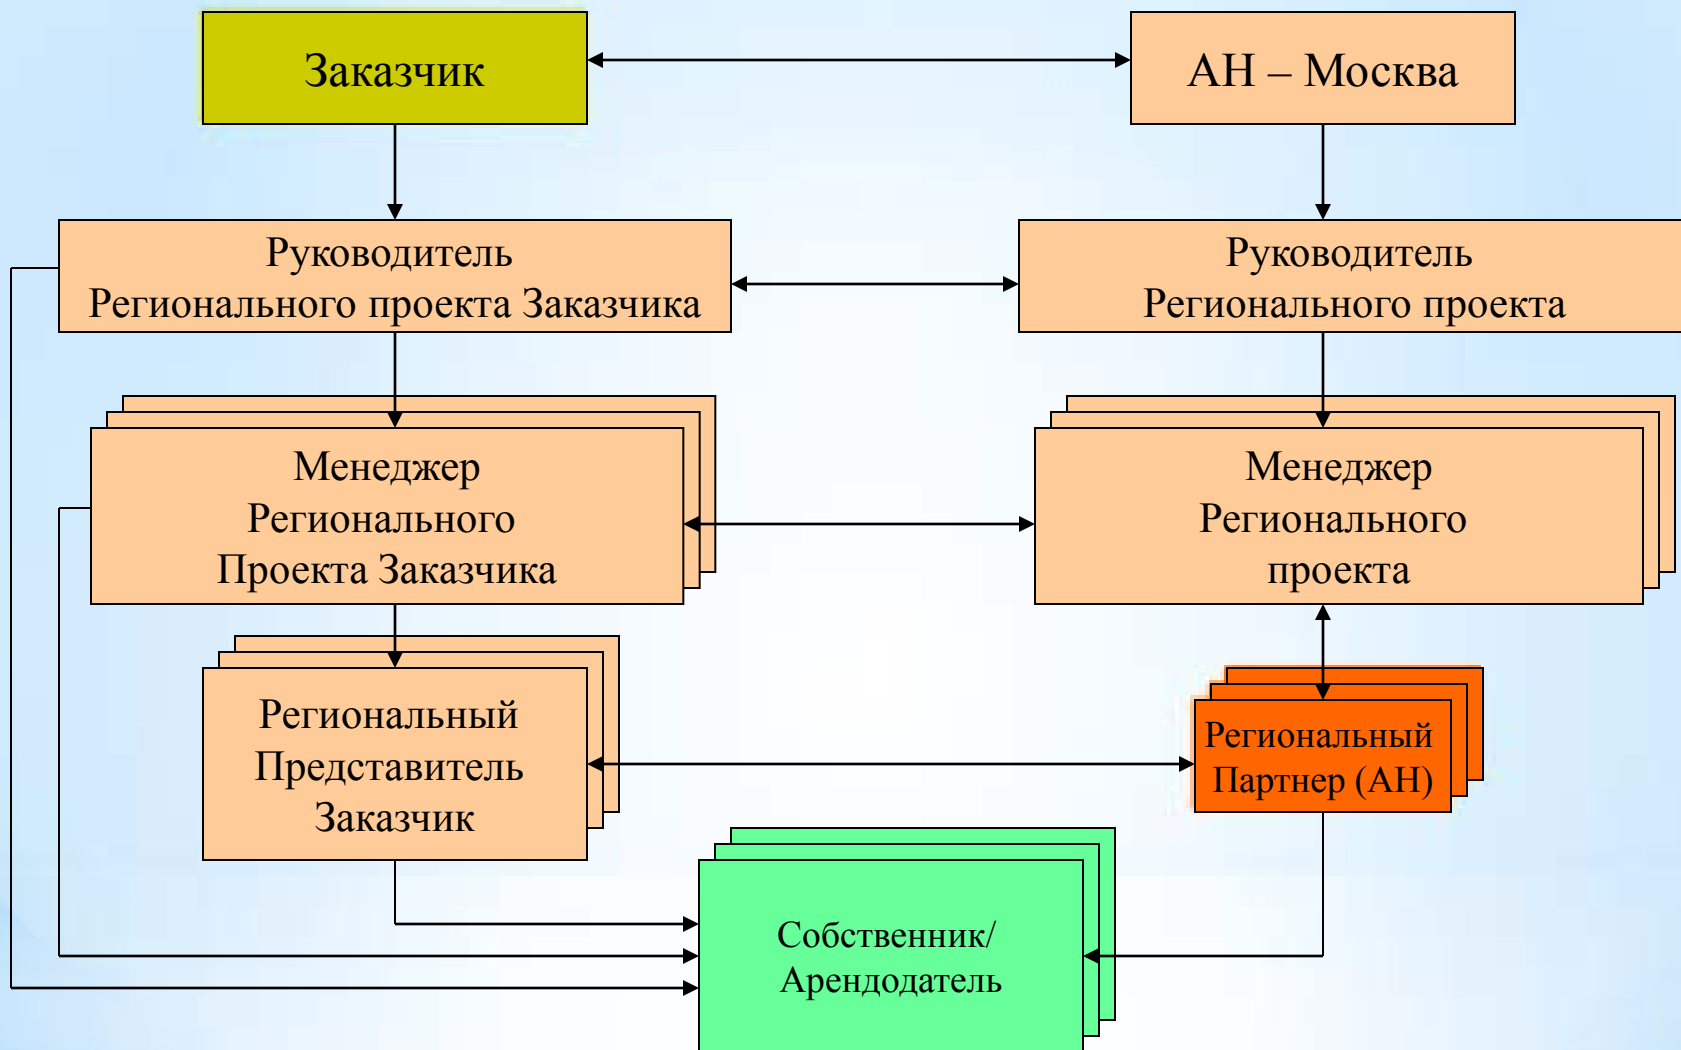 Заказчик
АН – Москва
Руководитель
Регионального проекта Заказчика
Руководитель
Регионального проекта
Менеджер
Регионального
Проекта Заказчика
Менеджер
Регионального
проекта
Региональный
Представитель
Заказчик
Региональный
Партнер (АН)
Собственник/
Арендодатель